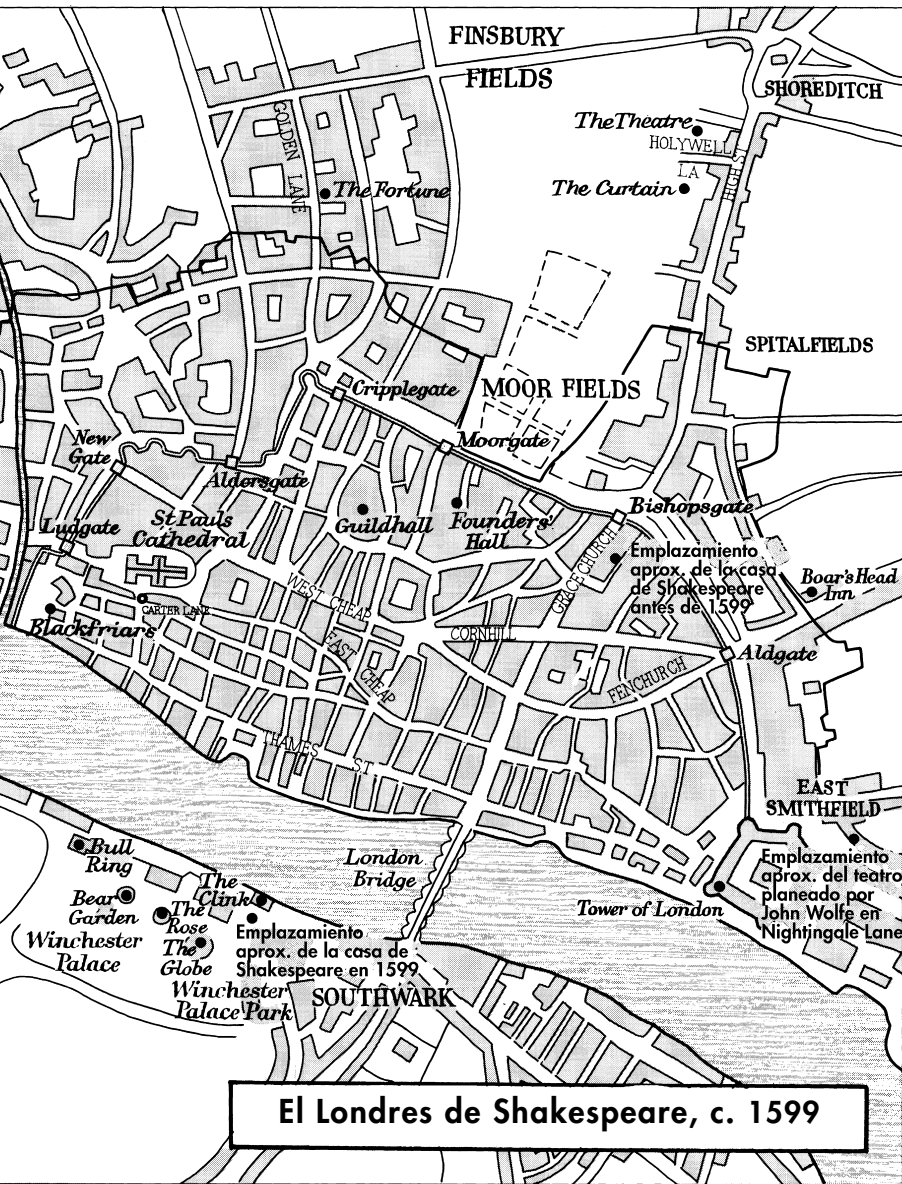 FINSBURY
FIELDS
SHOREDITCH
The Theatre
HOLYWELL
LA
HIGH ST
The Curtain
GOLDEN LANE
The Fortune
SPITALFIELDS
MOOR FIELDS
Cripplegate
Moorgate
New
Gate
Aldersgate
Bishopsgate
Ludgate
St Pauls
Cathedral
Guildhall
Founders'
Hall
GRACE CHURCH
Emplazamiento
aprox. de la casa
de Shakespeare
antes de 1599
Boar's Head
Inn
WEST CHEAP
CARTER LANE
Blackfriars
CORNHILL
EAST CHEAP
Aldgate
FENCHURCH
THAMES ST.
EAST
SMITHFIELD
Bull
Ring
London
Bridge
Emplazamiento
aprox. del teatro
planeado por
John Wolfe en
Nightingale Lane
Bear
Garden
The
Clink
The
Rose
Tower of London
Winchester
Palace
The
Globe
Emplazamiento
aprox. de la casa de
Shakespeare en 1599
Winchester
Palace Park
SOUTHWARK
El Londres de Shakespeare, c. 1599